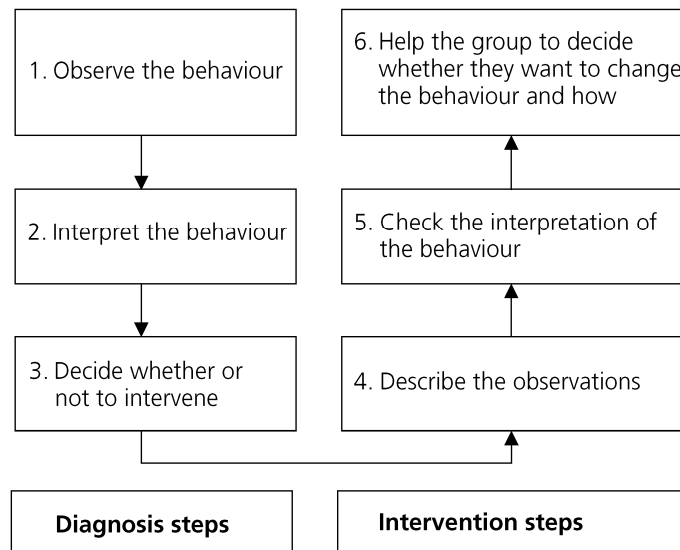 1. Observe the behaviour
2. Interpret the behaviour
3. Decide whether or
not to intervene
Diagnosis steps
6. Help the group to decide
whether they want to change
the behaviour and how
5. Check the interpretation of
the behaviour
4. Describe the observations
Intervention steps